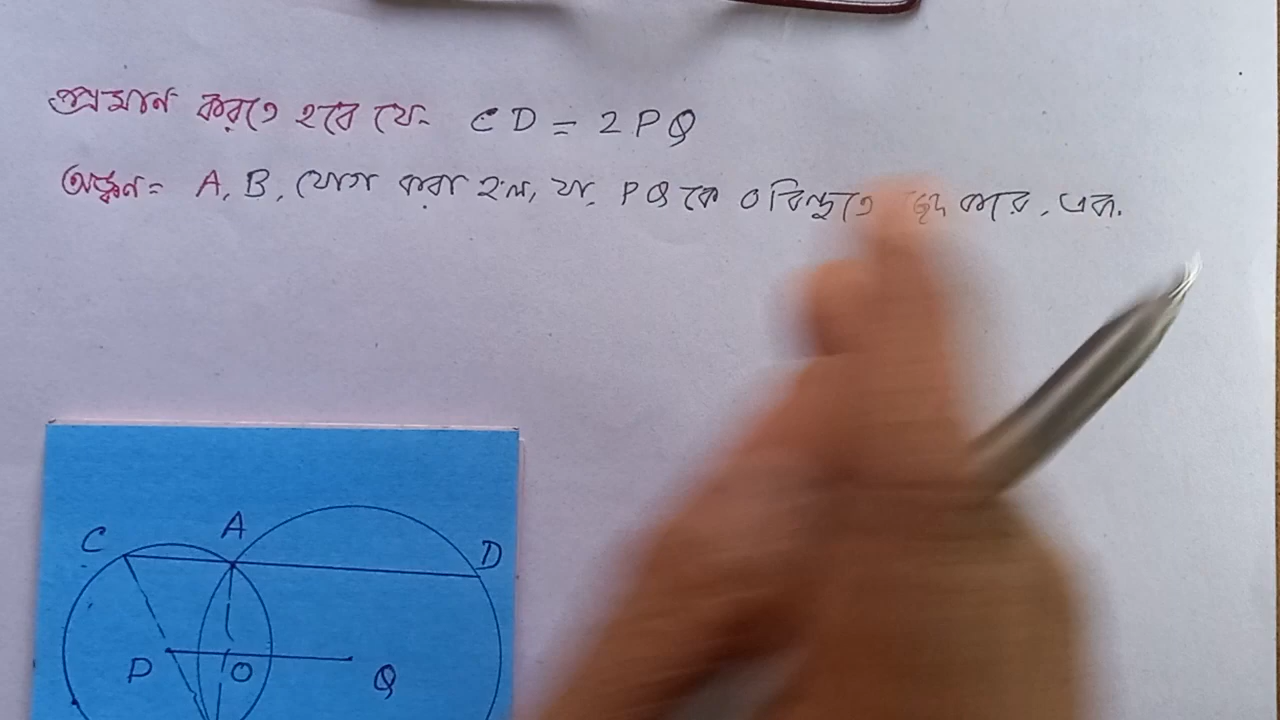 প্রমান করতে হবে যে- CD = 2PQ
অঙ্কন= A, B, যোগ করা হল, যা, PQ কে O বিন্দুতে ছেদ করে, এবং
C A D
P O Q